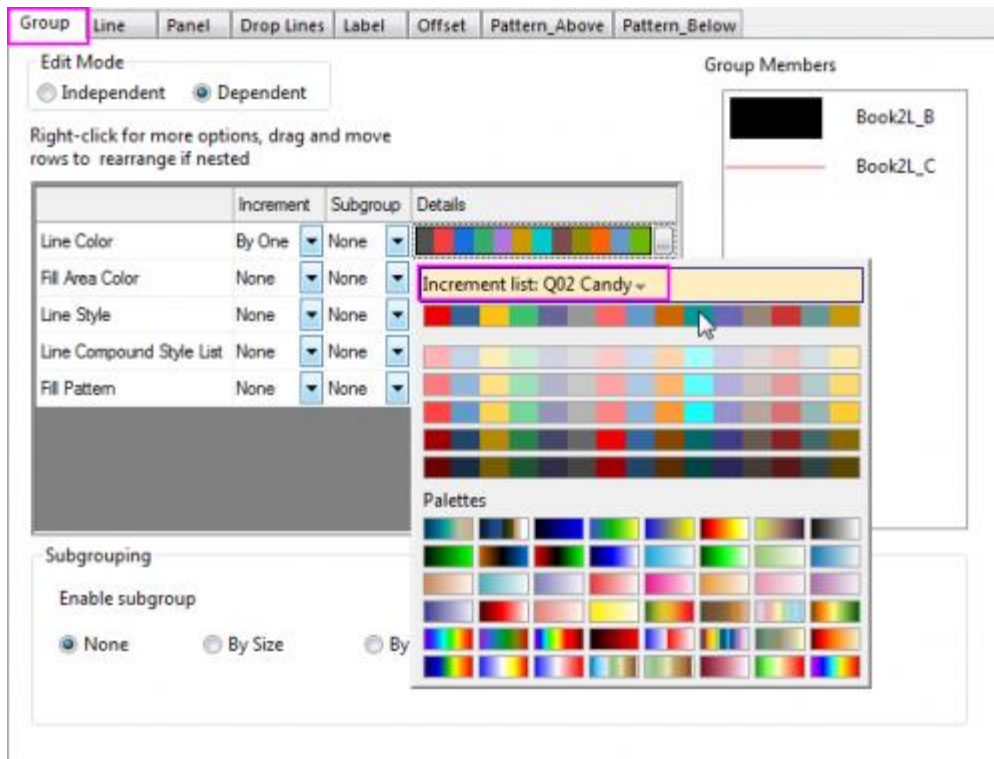 Group Line Panel Drop Lines Label Offset Pattern_Above Pattern_Below
Edit Mode
Independent Dependent
Group Members
Book2L_B
Book2L_C
Right-click for more options, drag and move
rows to rearrange if nested
Increment Subgroup Details
Line Color By One None
Fill Area Color None None
Line Style None None
Line Compound Style List None None
Fill Pattern None None
Increment list: Q02 Candy
Palettes
Subgrouping
Enable subgroup
None By Size By